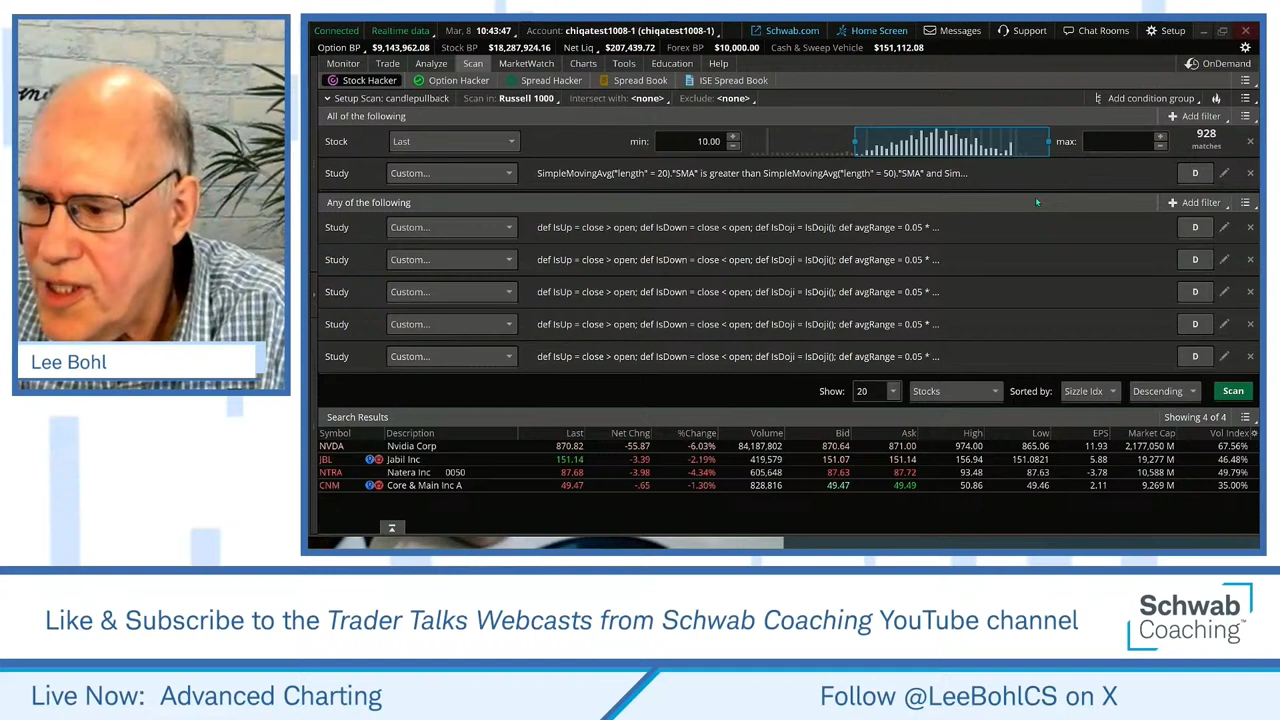 Connected Realtime data Mar, 8 10:43:47 Account: chiqatest1008-1 (chiqatest1008-1) Schwab.com Home Screen Messages Support Chat Rooms Setup
Option BP $9,143,962.08 Stock BP $18,287,924.16 Net Liq $207,439.72 Forex BP $10,000.00 Cash & Sweep Vehicle $151,112.08
Monitor Trade Analyze Scan MarketWatch Charts Tools Education Help OnDemand
Stock Hacker Option Hacker Spread Hacker Spread Book ISE Spread Book
Setup Scan: candlepullback Scan in: Russell 1000 Intersect with: <none> Exclude: <none> Add condition group
All of the following Add filter
Stock Last min: 10.00 max: 928 matches
Study Custom... SimpleMovingAvg("length" = 20)."SMA" is greater than SimpleMovingAvg("length" = 50)."SMA" and Sim... D
Any of the following Add filter
Study Custom... def IsUp = close > open; def IsDown = close < open; def IsDoji = IsDoji(); def avgRange = 0.05 * ... D
Study Custom... def IsUp = close > open; def IsDown = close < open; def IsDoji = IsDoji(); def avgRange = 0.05 * ... D
Study Custom... def IsUp = close > open; def IsDown = close < open; def IsDoji = IsDoji(); def avgRange = 0.05 * ... D
Study Custom... def IsUp = close > open; def IsDown = close < open; def IsDoji = IsDoji(); def avgRange = 0.05 * ... D
Study Custom... def IsUp = close > open; def IsDown = close < open; def IsDoji = IsDoji(); def avgRange = 0.05 * ... D
Show: 20 Stocks Sorted by: Sizzle Idx Descending Scan
Search Results Showing 4 of 4
Symbol Description Last Net Chng %Change Volume Bid Ask High Low EPS Market Cap Vol Index
NVDA Nvidia Corp 870.82 -55.87 -6.03% 84,187,802 870.64 871.00 974.00 865.06 11.93 2,177,050 M 67.56%
JBL Jabil Inc 151.14 -3.39 -2.19% 419,509 151.07 151.14 156.94 151.0821 5.88 19,277 M 46.48%
NTRA Natera Inc 0050 87.68 -3.98 -4.34% 605,648 87.63 87.72 93.48 87.63 -3.78 10,588 M 49.79%
CNM Core & Main Inc A 49.47 -.65 -1.30% 828,816 49.47 49.49 50.86 49.46 2.11 9,269 M 35.00%
Lee Bohl
Like & Subscribe to the Trader Talks Webcasts from Schwab Coaching YouTube channel
Schwab
Coaching™
Live Now: Advanced Charting
Follow @LeeBohlCS on X